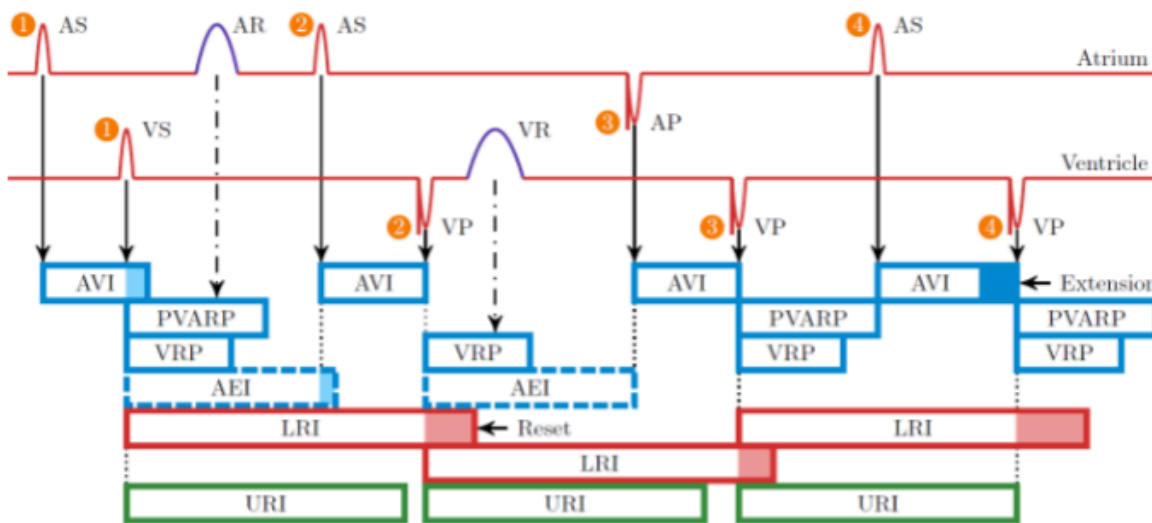 1 AS AR 2 AS 4 AS
Atrium
1 VS 3 AP VR
Ventricle
2 VP 3 VP 4 VP
AVI AVI AVI AVI Extension
PVARP PVARP PVARP
VRP VRP VRP VRP
AEI AEI
LRI Reset LRI
LRI
URI URI URI